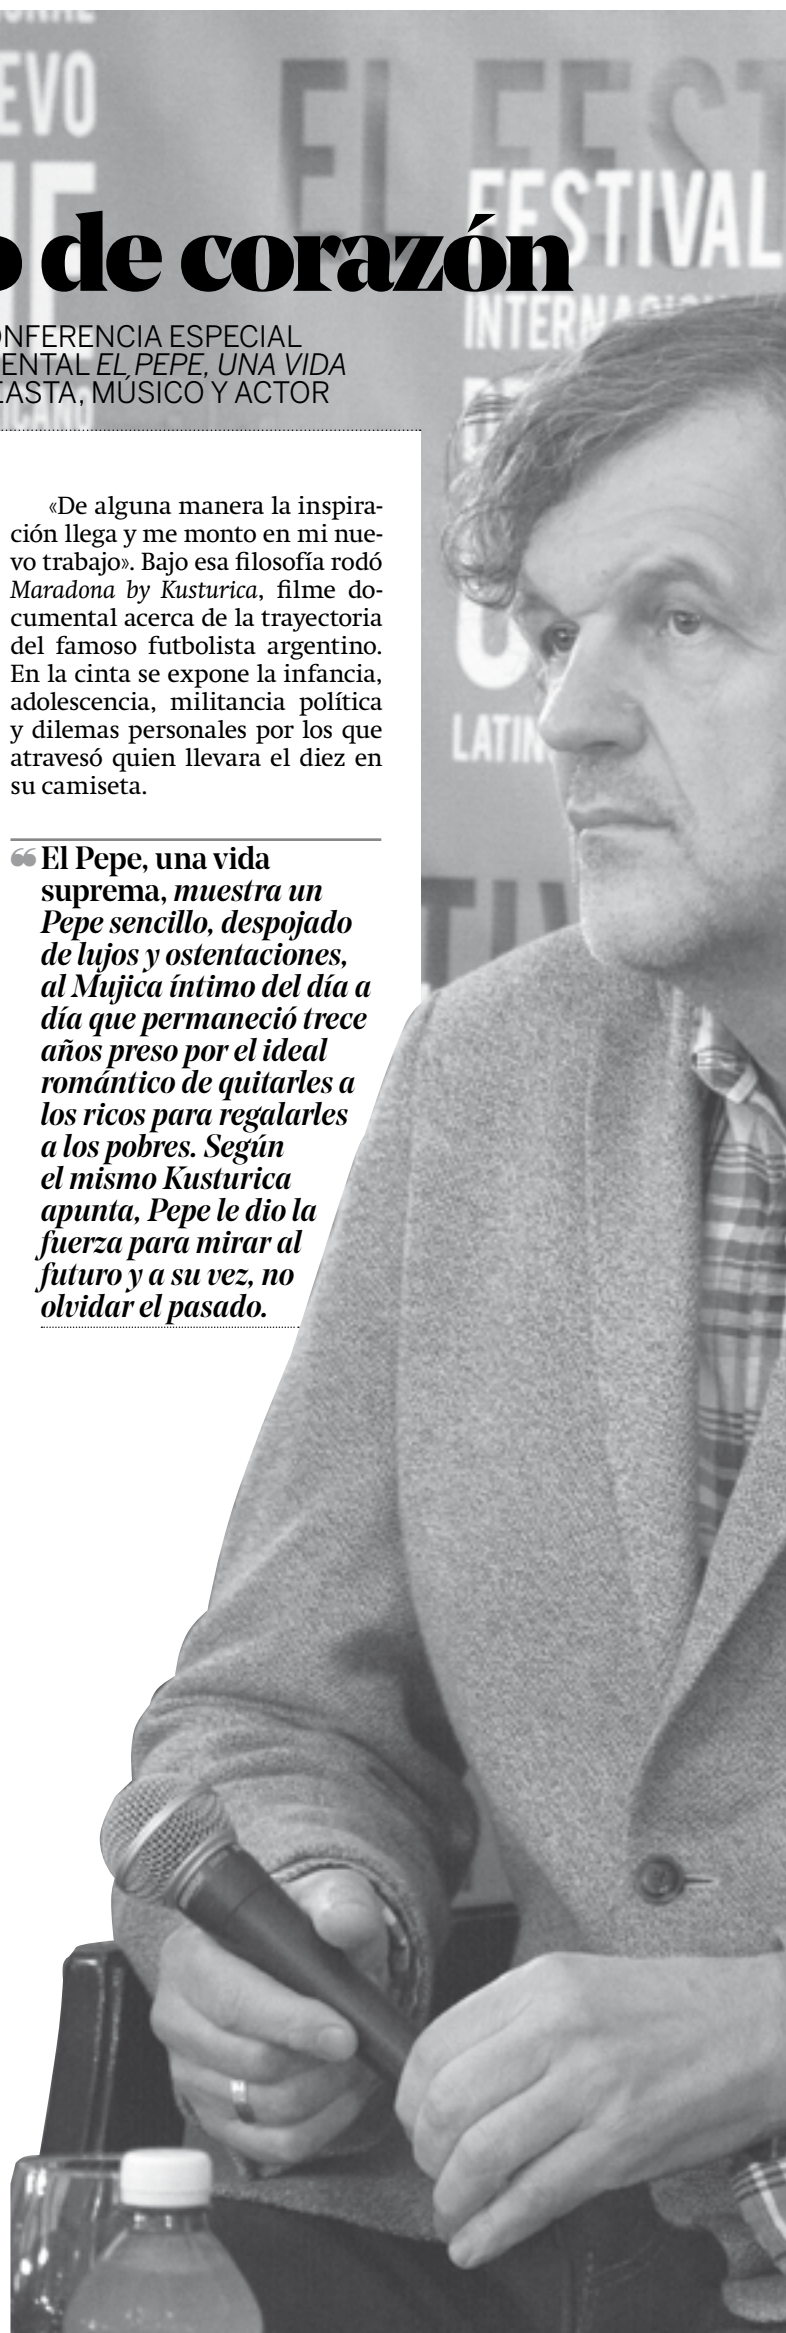 EVO
EL FEST
FESTIVAL
de corazón
ONFERENCIA ESPECIAL
ENTAL EL PEPE, UNA VIDA
EASTA, MÚSICO Y ACTOR
LATIN
«De alguna manera la inspira-
ción llega y me monto en mi nue-
vo trabajo». Bajo esa filosofía rodó
Maradona by Kusturica, filme do-
cumental acerca de la trayectoria
del famoso futbolista argentino.
En la cinta se expone la infancia,
adolescencia, militancia política
y dilemas personales por los que
atravesó quien llevara el diez en
su camiseta.
“El Pepe, una vida
suprema, muestra un
Pepe sencillo, despojado
de lujos y ostentaciones,
al Mujica íntimo del día a
día que permaneció trece
años preso por el ideal
romántico de quitarles a
los ricos para regalarles
a los pobres. Según
el mismo Kusturica
apunta, Pepe le dio la
fuerza para mirar al
futuro y a su vez, no
olvidar el pasado.